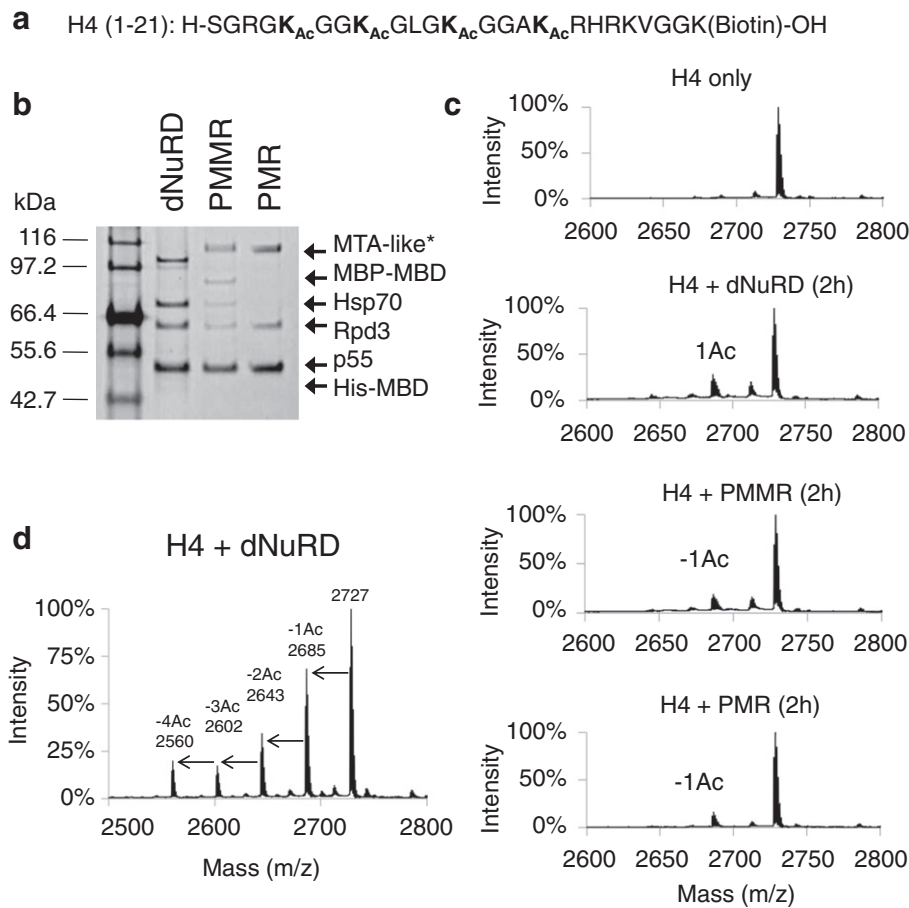 a H4 (1-21): H-SGRGK_AcGGK_AcGLGK_AcGGAK_AcRHRKVGGK(Biotin)-OH
b
dNuRD
PMMR
PMR
kDa
116
97.2
66.4
55.6
42.7
MTA-like*
MBP-MBD
Hsp70
Rpd3
p55
His-MBD
c
H4 only
Intensity
100%
50%
0%
2600 2650 2700 2750 2800
H4 + dNuRD (2h)
Intensity
100%
50%
0%
1Ac
2600 2650 2700 2750 2800
H4 + PMMR (2h)
Intensity
100%
50%
0%
-1Ac
2600 2650 2700 2750 2800
H4 + PMR (2h)
Intensity
100%
50%
0%
-1Ac
2600 2650 2700 2750 2800
Mass (m/z)
d
H4 + dNuRD
Intensity
100%
75%
50%
25%
0%
2727
-1Ac
2685
-2Ac
2643
-3Ac
2602
-4Ac
2560
2500 2600 2700 2800
Mass (m/z)